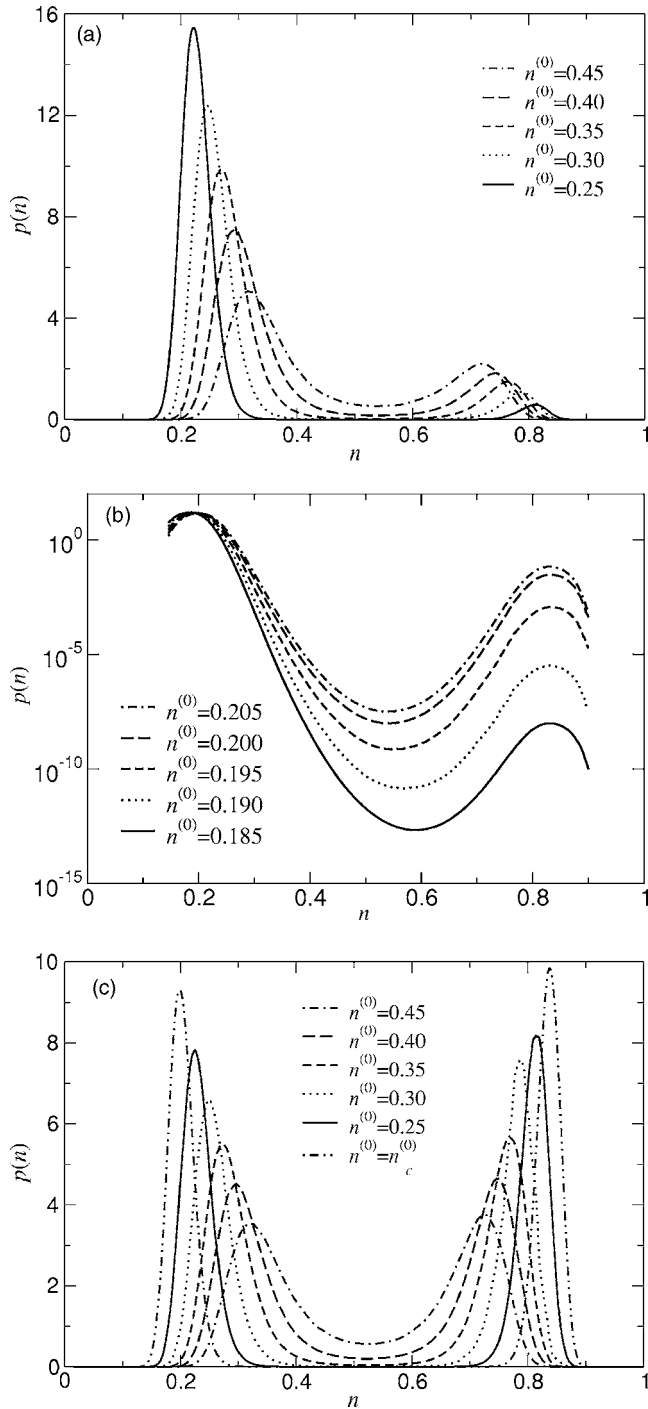 16
(a)
n^(0)=0.45
n^(0)=0.40
12
n^(0)=0.35
n^(0)=0.30
n^(0)=0.25
p(n)
8
4
0
0 0.2 0.4 0.6 0.8 1
n
(b)
10^0
p(n)
10^-5
n^(0)=0.205
n^(0)=0.200
n^(0)=0.195
10^-10
n^(0)=0.190
n^(0)=0.185
10^-15
0 0.2 0.4 0.6 0.8 1
n
10
(c)
n^(0)=0.45
8
n^(0)=0.40
n^(0)=0.35
n^(0)=0.30
6
n^(0)=0.25
n^(0)=n_c^(0)
p(n)
4
2
0
0 0.2 0.4 0.6 0.8 1
n